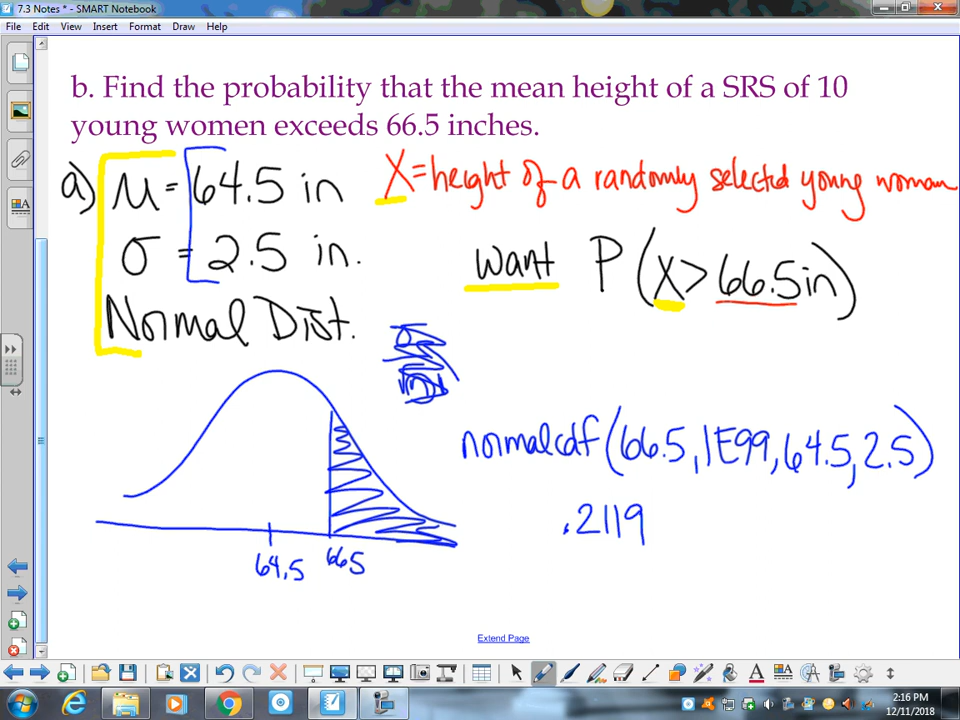 7.3 Notes * - SMART Notebook
File Edit View Insert Format Draw Help
b. Find the probability that the mean height of a SRS of 10
young women exceeds 66.5 inches.
a) μ = 64.5 in
X = height of a randomly selected young woman
σ = 2.5 in.
want P(X > 66.5in)
Normal Dist.
normalcdf(66.5, 1E99, 64.5, 2.5)
.2119
64.5 66.5
Extend Page
2:16 PM
12/11/2018